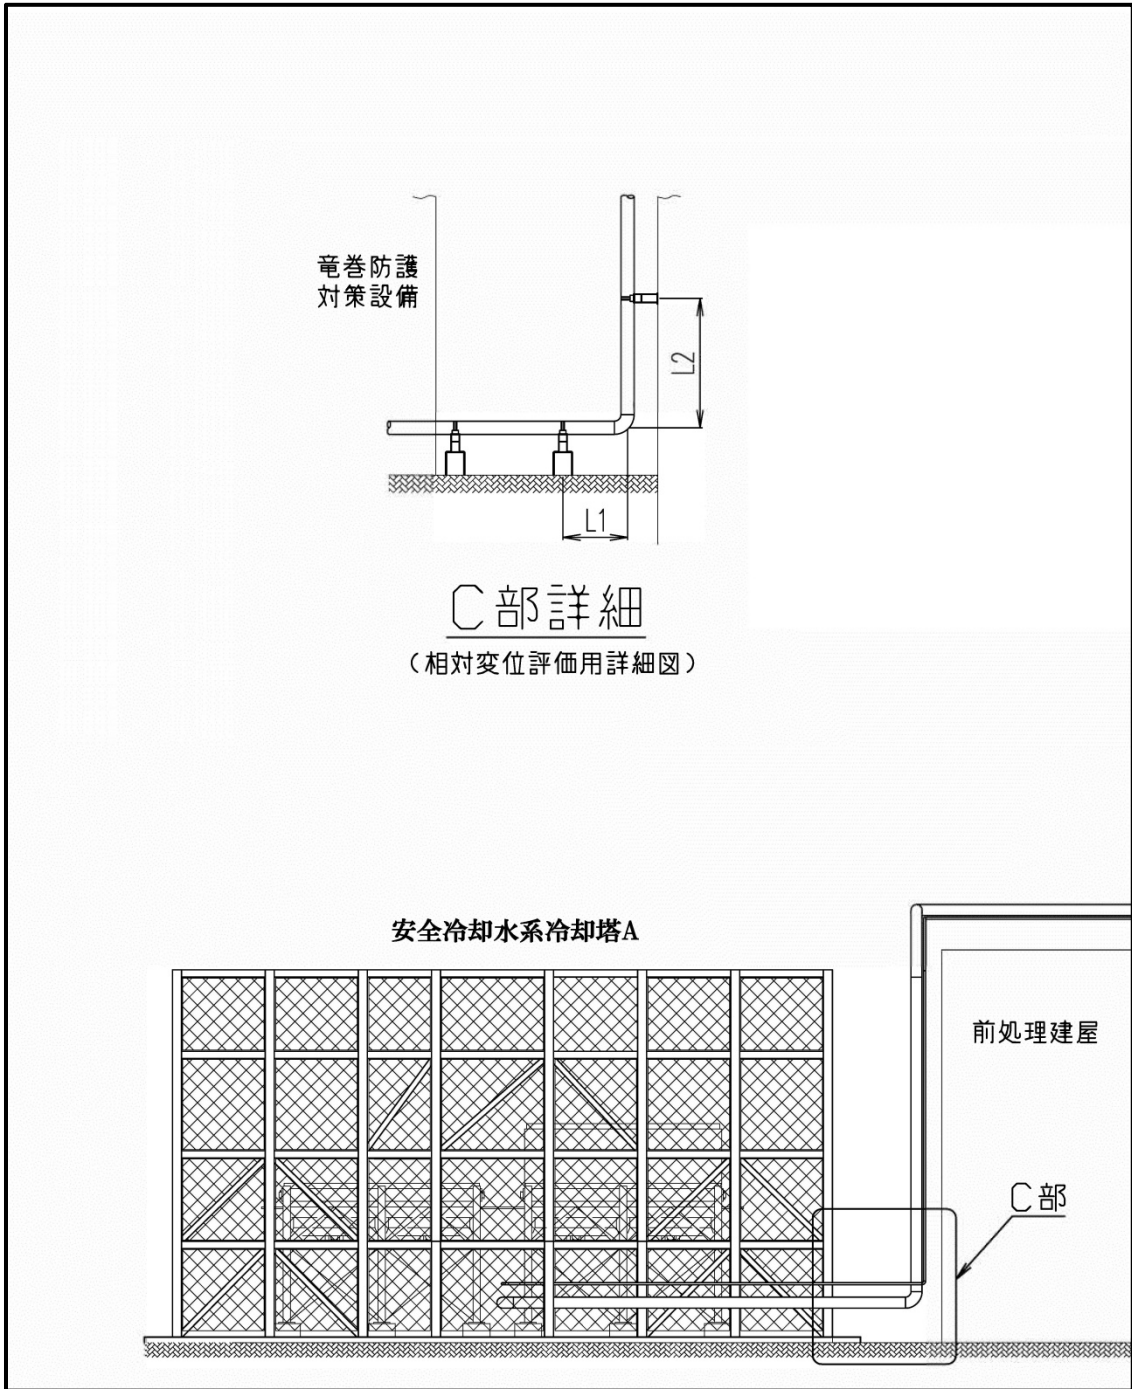 竜巻防護
対策設備
L2
L1
C部詳細
(相対変位評価用詳細図)
安全冷却水系冷却塔A
前処理建屋
C部